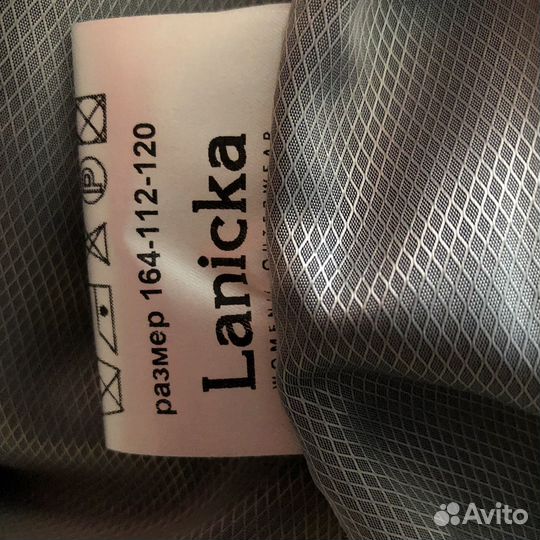 размер 164-112-120
Lanicka
WOMEN// OUTERWEAR
P
Avito